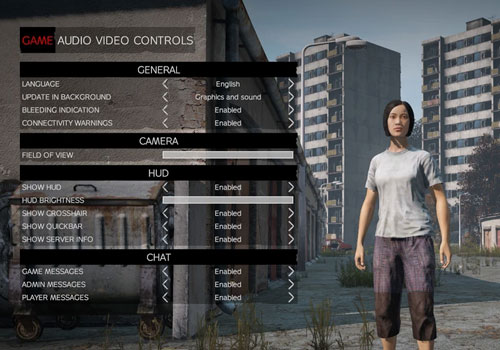 GAME AUDIO VIDEO CONTROLS
GENERAL
LANGUAGE English
UPDATE IN BACKGROUND Graphics and sound
BLEEDING INDICATION Enabled
CONNECTIVITY WARNINGS Enabled
CAMERA
FIELD OF VIEW
HUD
SHOW HUD Enabled
HUD BRIGHTNESS
SHOW CROSSHAIR Enabled
SHOW QUICKBAR Enabled
SHOW SERVER INFO Enabled
CHAT
GAME MESSAGES Enabled
ADMIN MESSAGES Enabled
PLAYER MESSAGES Enabled